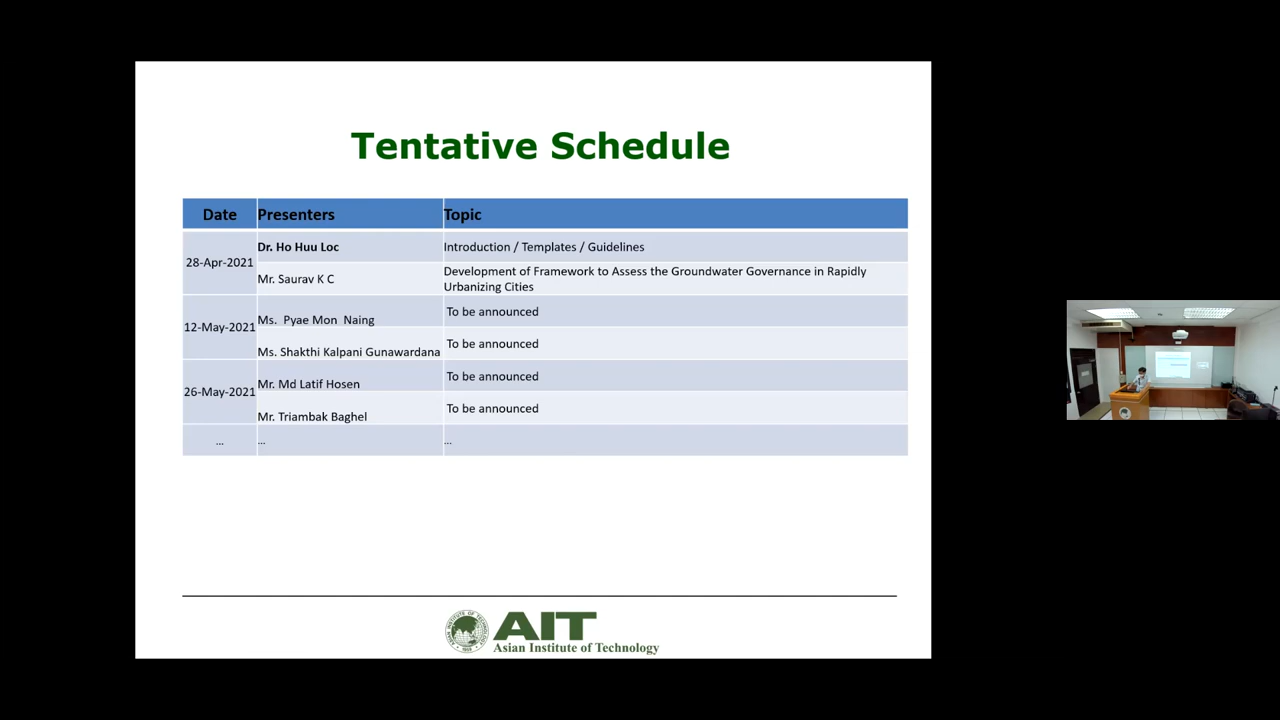 Tentative Schedule
Date Presenters Topic
28-Apr-2021
Dr. Ho Huu Loc Introduction / Templates / Guidelines
Mr. Saurav K C Development of Framework to Assess the Groundwater Governance in Rapidly
Urbanizing Cities
12-May-2021
Ms. Pyae Mon Naing To be announced
Ms. Shakthi Kalpani Gunawardana To be announced
26-May-2021
Mr. Md Latif Hosen To be announced
Mr. Triambak Baghel To be announced
... ... ...
AIT
Asian Institute of Technology